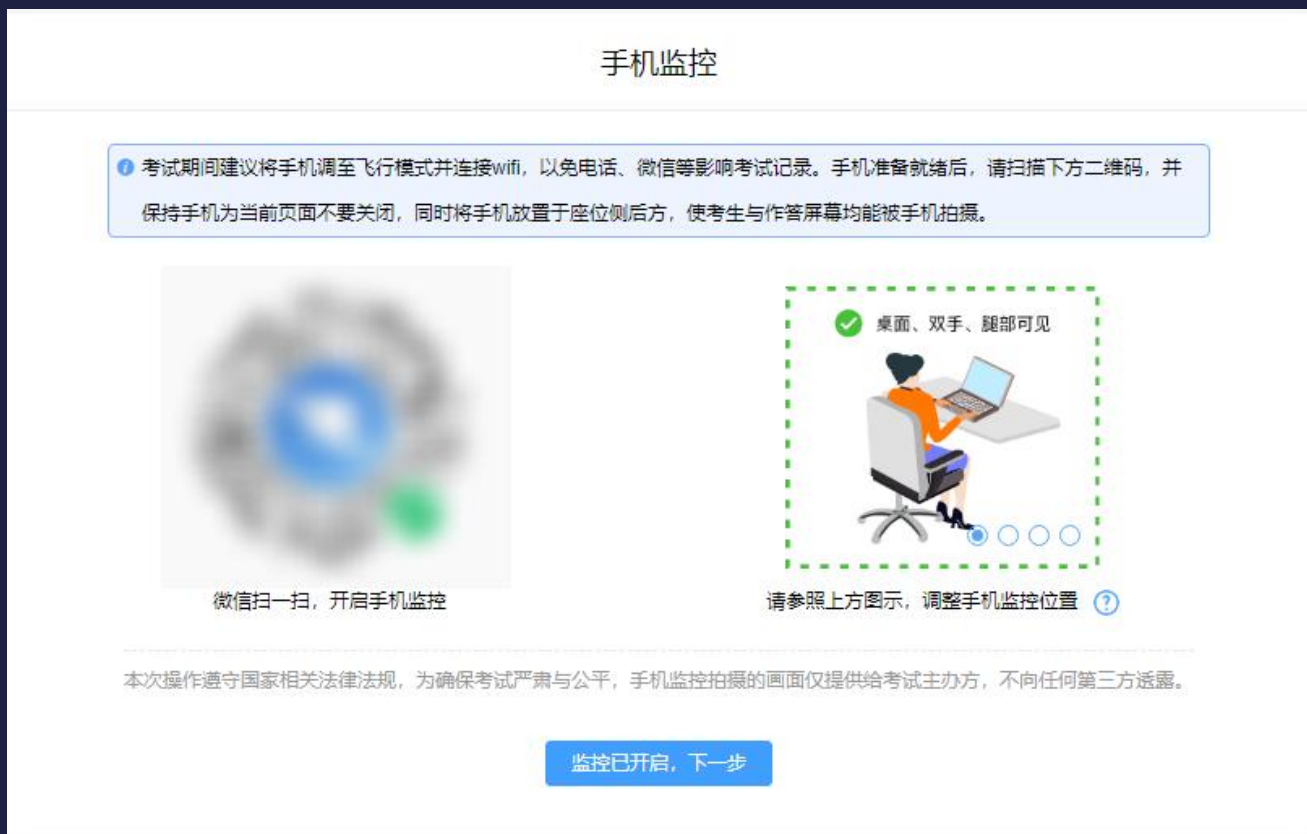 手机监控
考试期间建议将手机调至飞行模式并连接wifi，以免电话、微信等影响考试记录。手机准备就绪后，请扫描下方二维码，并
保持手机为当前页面不要关闭，同时将手机放置于座位侧后方，使考生与作答屏幕均能被手机拍摄。
桌面、双手、腿部可见
微信扫一扫，开启手机监控
请参照上方图示，调整手机监控位置
本次操作遵守国家相关法律法规，为确保考试严肃与公平，手机监控拍摄的画面仅提供给考试主办方，不向任何第三方透露。
监控已开启，下一步